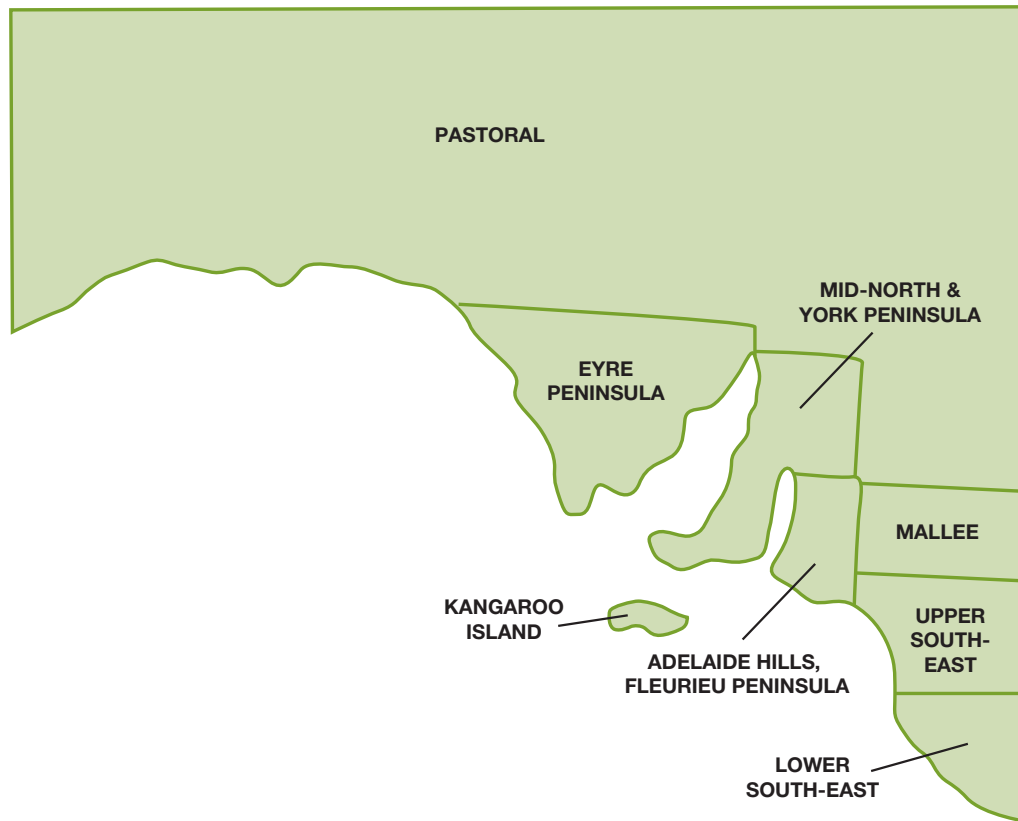 PASTORAL
MID-NORTH &
YORK PENINSULA
EYRE
PENINSULA
MALLEE
KANGAROO
ISLAND
UPPER
SOUTH-
EAST
ADELAIDE HILLS,
FLEURIEU PENINSULA
LOWER
SOUTH-EAST